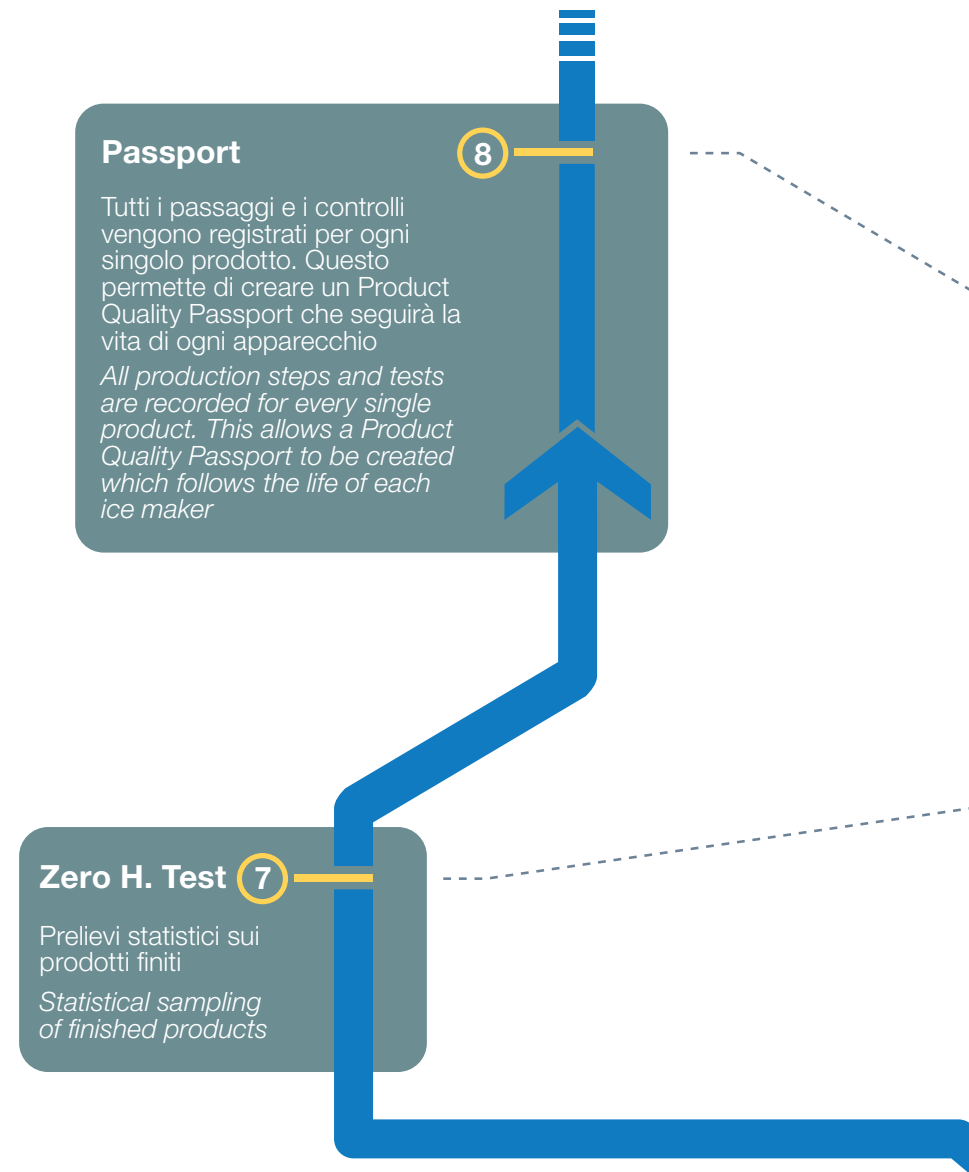 Passport
8
Tutti i passaggi e i controlli
vengono registrati per ogni
singolo prodotto. Questo
permette di creare un Product
Quality Passport che seguirà la
vita di ogni apparecchio
All production steps and tests
are recorded for every single
product. This allows a Product
Quality Passport to be created
which follows the life of each
ice maker
Zero H. Test 7
Prelievi statistici sui
prodotti finiti
Statistical sampling
of finished products